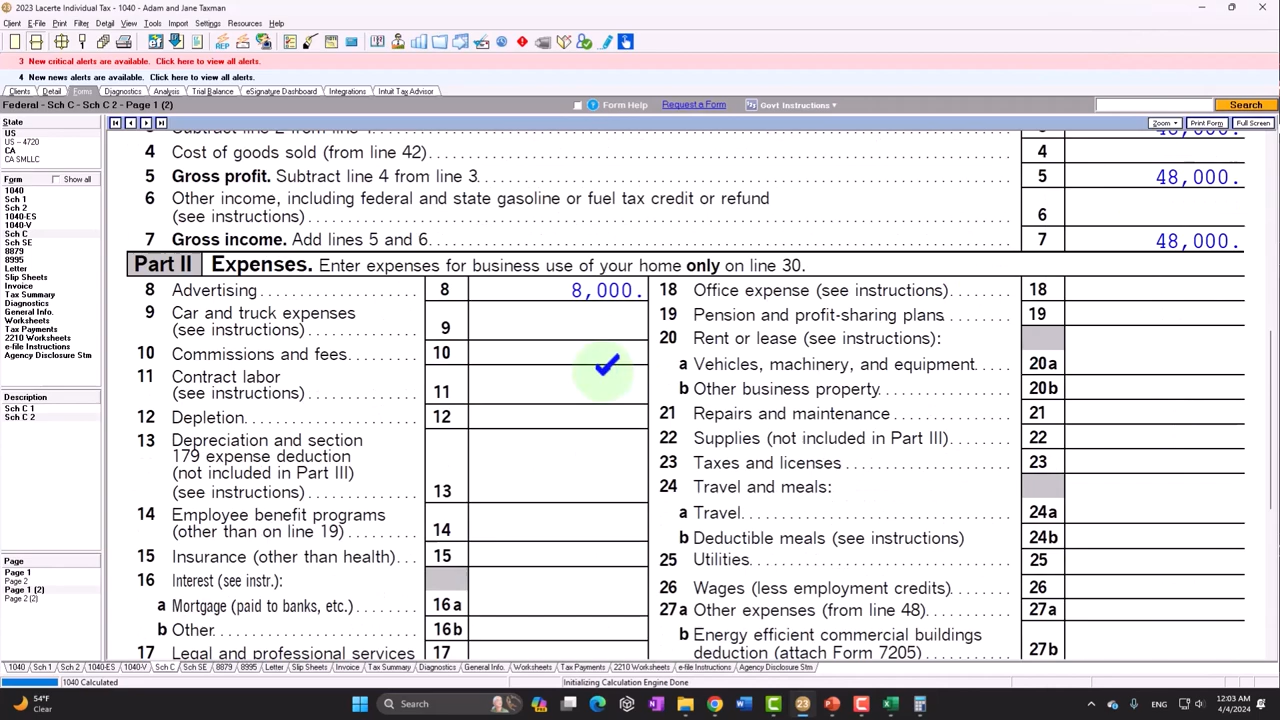 2023 Lacerte Individual Tax - 1040 - Adam and Jane Taxman
Client E-File Print Filter Detail View Tools Import Settings Resources Help
3 New critical alerts are available. Click here to view all alerts.
4 New news alerts are available. Click here to view all alerts.
Clients Detail Forms Diagnostics Analysis Trial Balance eSignature Dashboard Integrations Intuit Tax Advisor
Federal - Sch C - Sch C 2 - Page 1 (2) Form Help Request a Form Govt Instructions Search
Zoom Print Form Full Screen
State
US
US - 4720
CA
CA SMLLC
Form Show all
1040
Sch 1
Sch 2
1040-ES
1040-V
Sch C
Sch SE
8879
8995
Letter
Slip Sheets
Invoice
Tax Summary
Diagnostics
General Info.
Worksheets
Tax Payments
2210 Worksheets
e-file Instructions
Agency Disclosure Stm
Description
Sch C 1
Sch C 2
Page
Page 1
Page 2
Page 1 (2)
Page 2 (2)
3 Subtract line 2 from line 1 3 48,000.
4 Cost of goods sold (from line 42) 4
5 Gross profit. Subtract line 4 from line 3 5 48,000.
6 Other income, including federal and state gasoline or fuel tax credit or refund
(see instructions) 6
7 Gross income. Add lines 5 and 6 7 48,000.
Part II Expenses. Enter expenses for business use of your home only on line 30.
8 Advertising 8 8,000.
9 Car and truck expenses
(see instructions) 9
10 Commissions and fees 10
11 Contract labor
(see instructions) 11
12 Depletion 12
13 Depreciation and section
179 expense deduction
(not included in Part III)
(see instructions) 13
14 Employee benefit programs
(other than on line 19) 14
15 Insurance (other than health) 15
16 Interest (see instr.):
a Mortgage (paid to banks, etc.) 16a
b Other 16b
17 Legal and professional services 17
18 Office expense (see instructions) 18
19 Pension and profit-sharing plans 19
20 Rent or lease (see instructions):
a Vehicles, machinery, and equipment 20a
b Other business property 20b
21 Repairs and maintenance 21
22 Supplies (not included in Part III) 22
23 Taxes and licenses 23
24 Travel and meals:
a Travel 24a
b Deductible meals (see instructions) 24b
25 Utilities 25
26 Wages (less employment credits) 26
27a Other expenses (from line 48) 27a
b Energy efficient commercial buildings
deduction (attach Form 7205) 27b
1040 Sch 1 Sch 2 1040-ES 1040-V Sch C Sch SE 8879 8995 Letter Slip Sheets Invoice Tax Summary Diagnostics General Info. Worksheets Tax Payments 2210 Worksheets e-file Instructions Agency Disclosure Stm
1040 Calculated Initializing Calculation Engine Done
54°F
Clear
Search
23
ENG
12:03 AM
4/4/2024